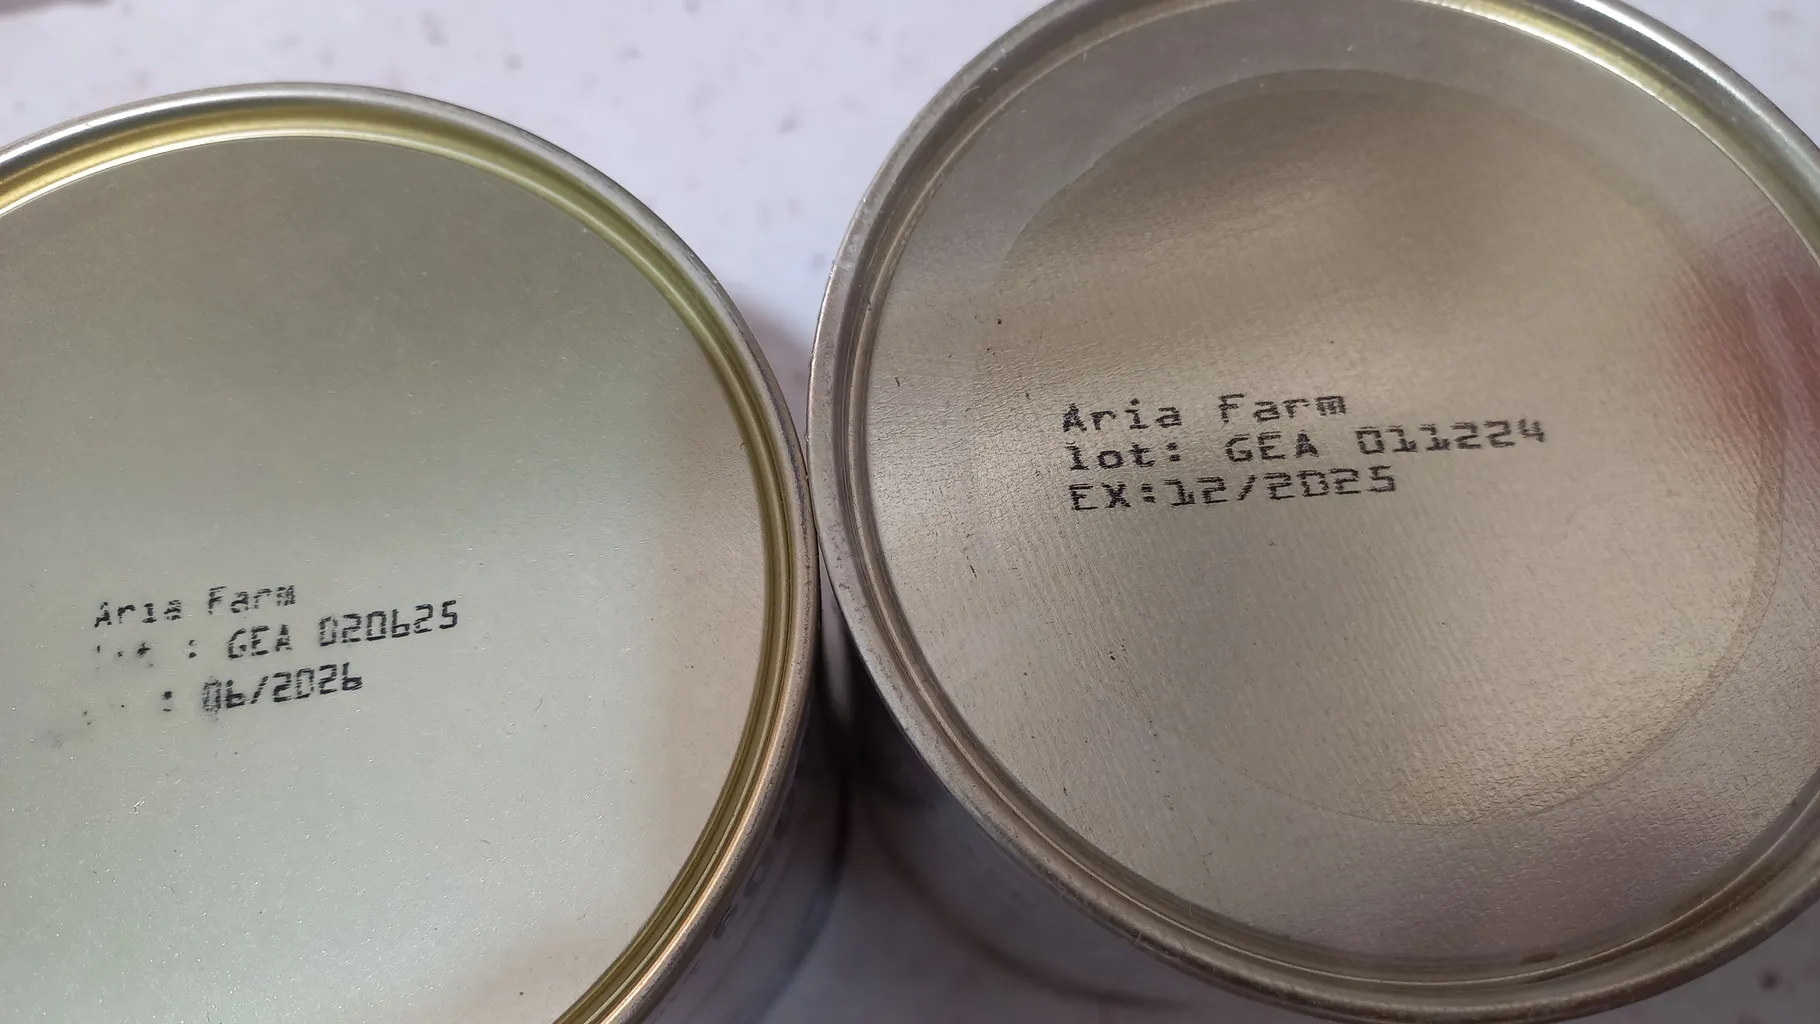 Aria Farm
: GEA 020625
: 06/2026
Aria Farm
lot: GEA 011224
EX:12/2025